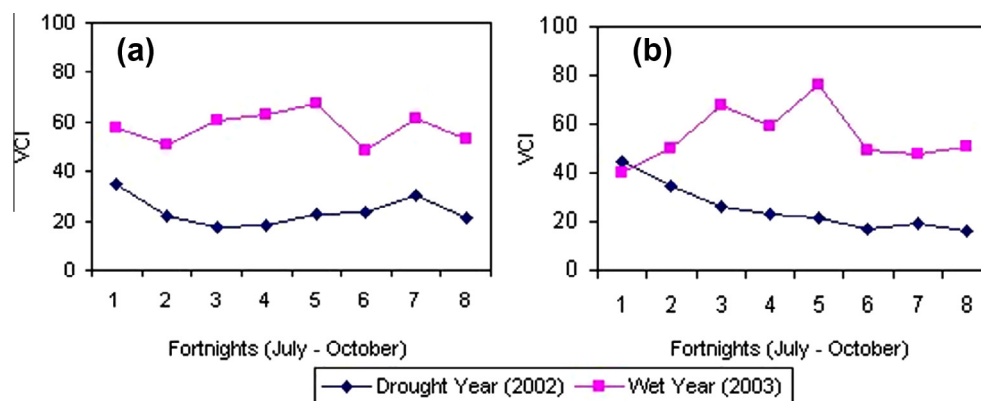 (a)
100
80
60
40
20
0
VCI
1 2 3 4 5 6 7 8
Fortnights (July - October)
(b)
100
80
60
40
20
0
VCI
1 2 3 4 5 6 7 8
Fortnights (July - October)
Drought Year (2002) Wet Year (2003)